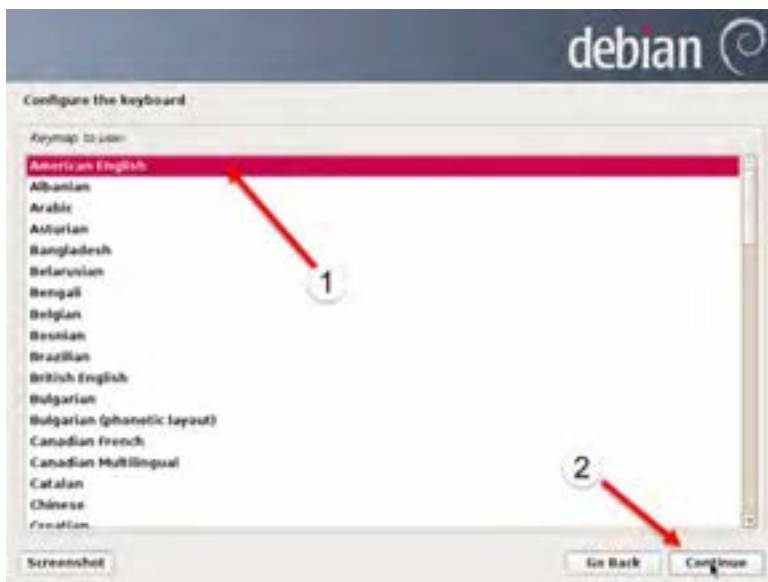 debian
Configure the keyboard
Keymap to use:
American English
Albanian
Arabic
Asturian
Bangladesh
Belarusian
Bengali
Belgian
Bosnian
Brazilian
British English
Bulgarian
Bulgarian (phonetic layout)
Canadian French
Canadian Multilingual
Catalan
Chinese
Croatian
1
2
Screenshot
Go Back
Continue